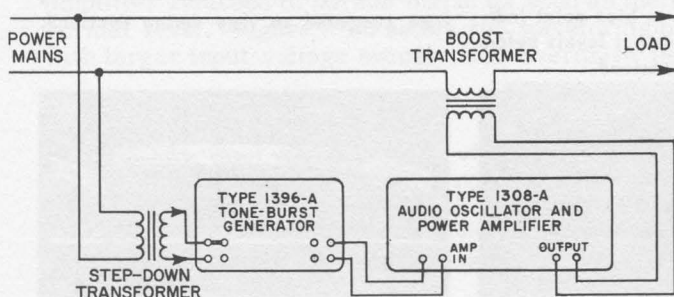 POWER
MAINS
BOOST
TRANSFORMER
LOAD
TYPE 1396-A
TONE-BURST
GENERATOR
TYPE 1308-A
AUDIO OSCILLATOR AND
POWER AMPLIFIER
AMP
IN
OUTPUT
STEP-DOWN
TRANSFORMER